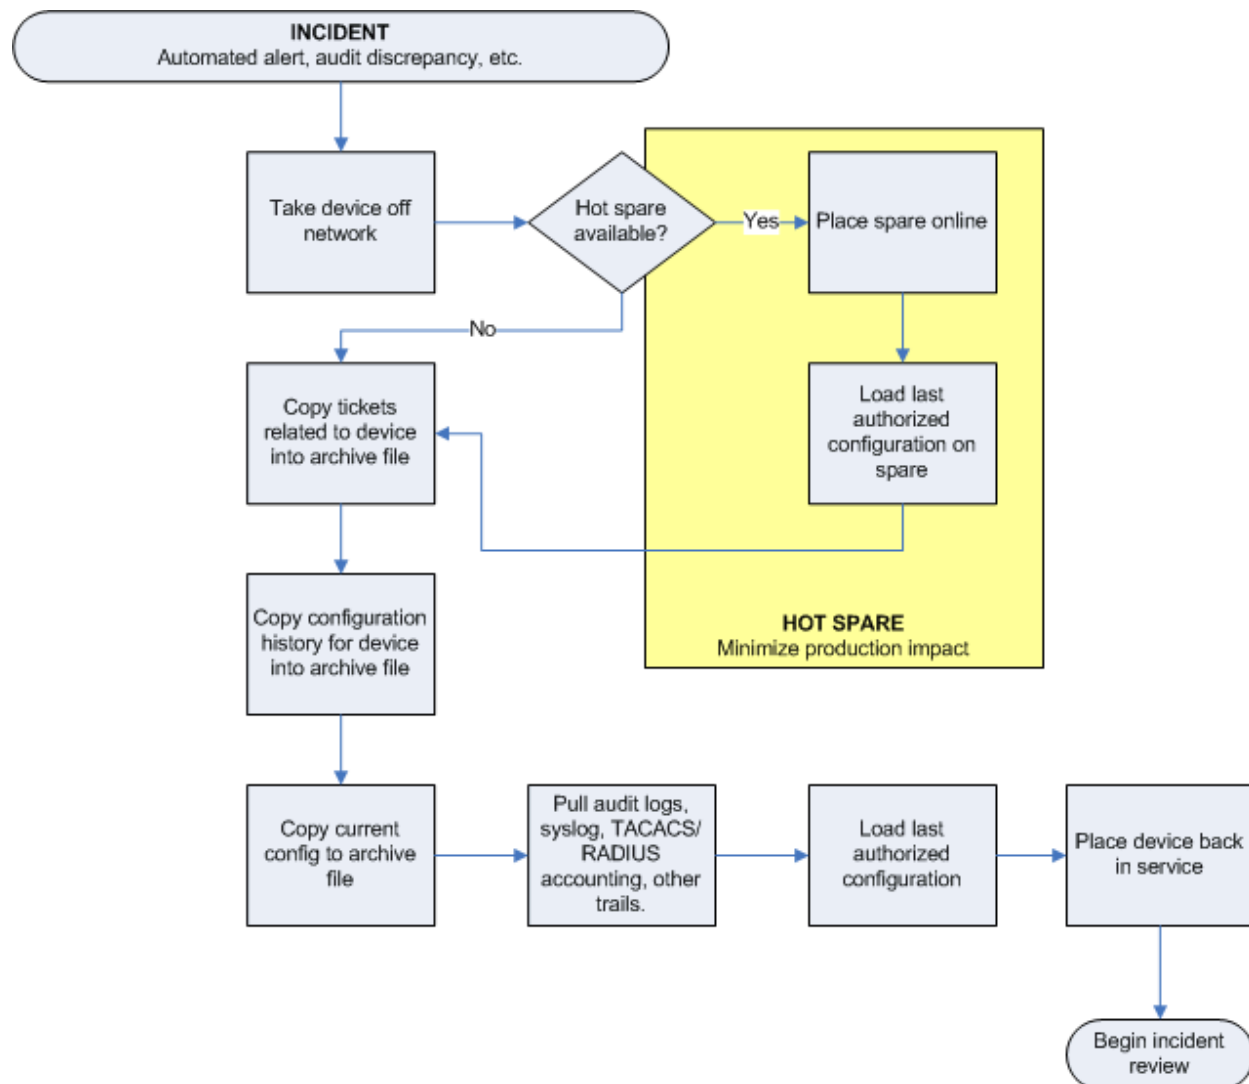 INCIDENT
Automated alert, audit discrepancy, etc.
Take device off
network
Hot spare
available?
Yes
Place spare online
No
Copy tickets
related to device
into archive file
Load last
authorized
configuration on
spare
Copy configuration
history for device
into archive file
HOT SPARE
Minimize production impact
Copy current
config to archive
file
Pull audit logs,
syslog, TACACS/
RADIUS
accounting, other
trails.
Load last
authorized
configuration
Place device back
in service
Begin incident
review